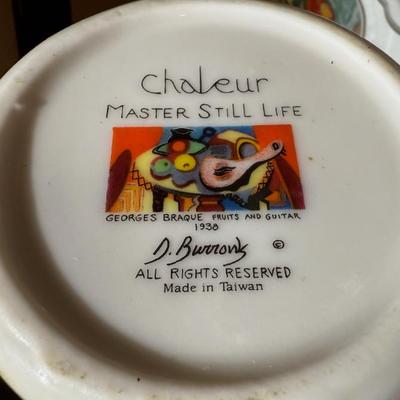 Chaleur
MASTER STILL LIFE
GEORGES BRAQUE FRUITS AND GUITAR
1938
D. Burrows ©
ALL RIGHTS RESERVED
Made in Taiwan